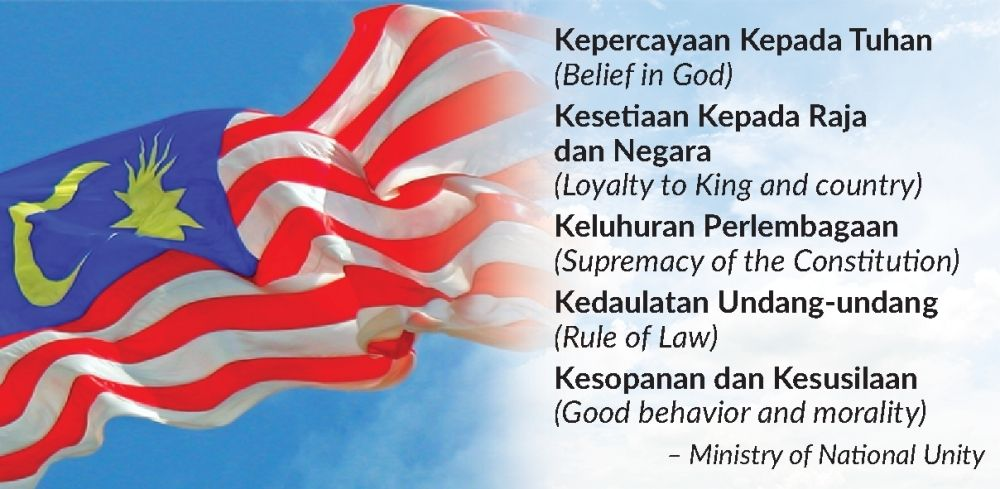 Kepercayaan Kepada Tuhan
(Belief in God)
Kesetiaan Kepada Raja
dan Negara
(Loyalty to King and country)
Keluhuran Perlembagaan
(Supremacy of the Constitution)
Kedaulatan Undang-undang
(Rule of Law)
Kesopanan dan Kesusilaan
(Good behavior and morality)
– Ministry of National Unity